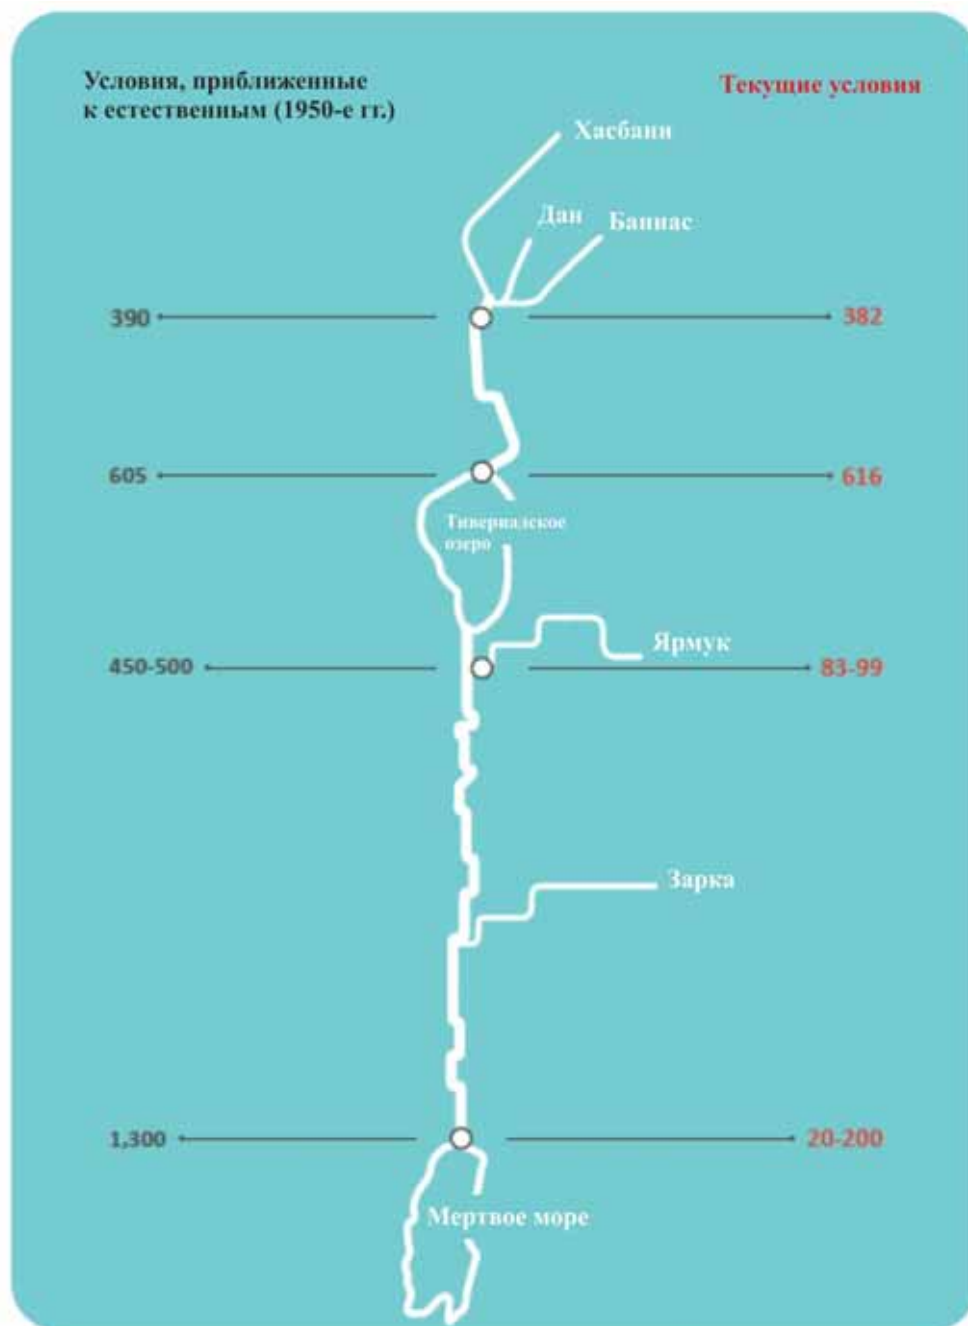 Условия, приближенные
к естественным (1950-е гг.)
Текущие условия
Хасбани
Дан
Баниас
390
382
605
616
Тивериадское
озеро
Ярмук
450-500
83-99
Зарка
1,300
20-200
Мертвое море